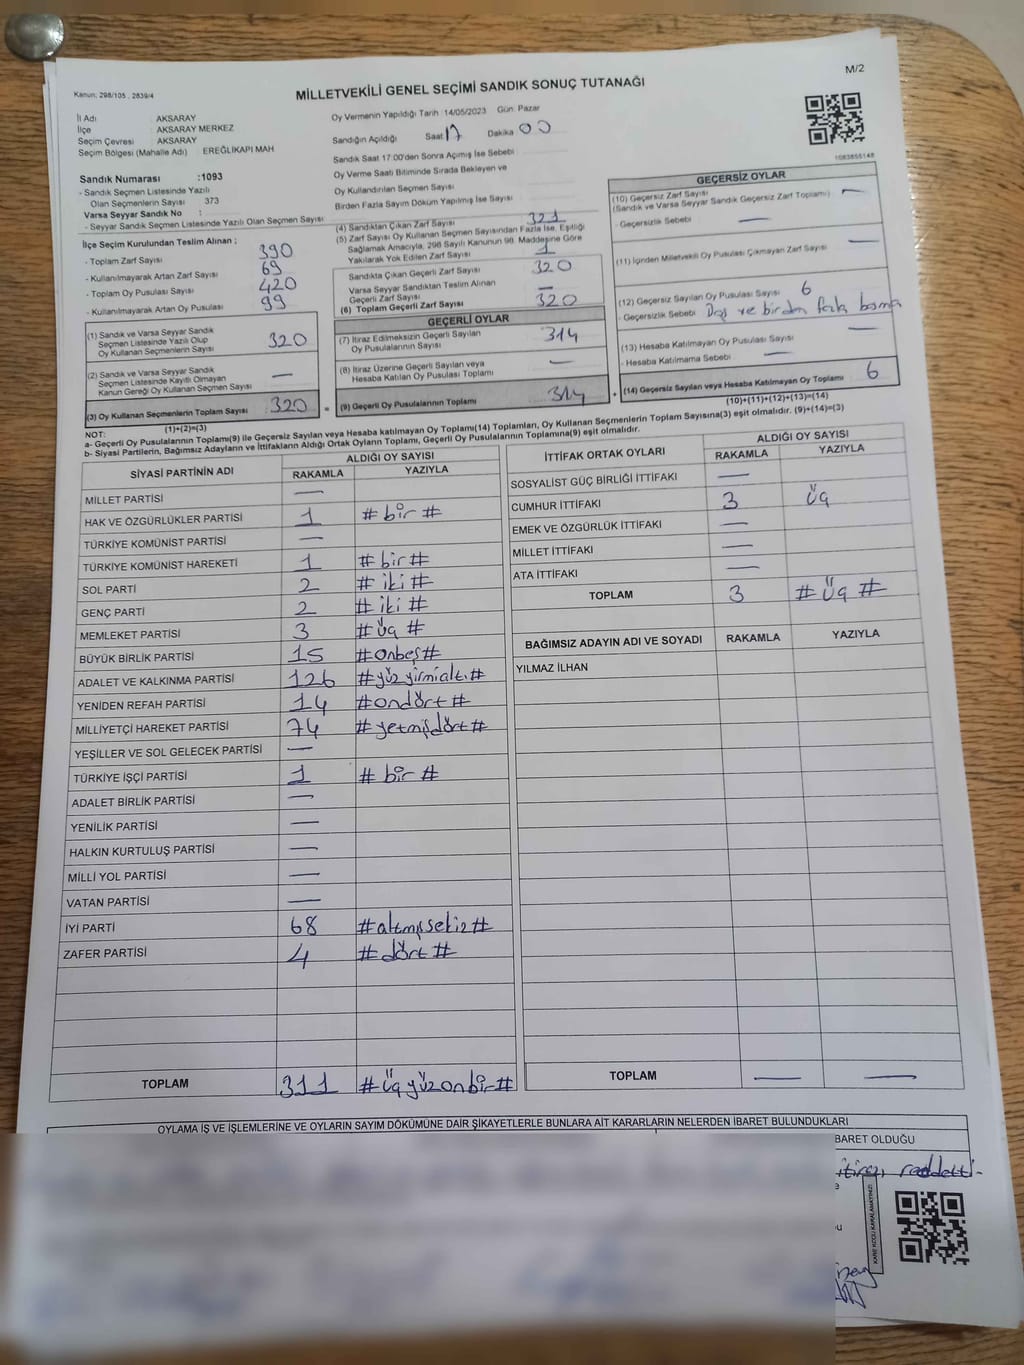 M/2
Kanun: 298/105, 2839/4
MİLLETVEKİLİ GENEL SEÇİMİ SANDIK SONUÇ TUTANAĞI
İl Adı : AKSARAY
İlçe : AKSARAY MERKEZ
Seçim Çevresi : AKSARAY
Seçim Bölgesi (Mahalle Adı) : EREĞLİKAPI MAH
Sandık Numarası :1093
- Sandık Seçmen Listesinde Yazılı
Olan Seçmenlerin Sayısı 373
Varsa Seyyar Sandık No :
- Seyyar Sandık Seçmen Listesinde Yazılı Olan Seçmen Sayısı
İlçe Seçim Kurulundan Teslim Alınan ;
- Toplam Zarf Sayısı 390
- Kullanılmayarak Artan Zarf Sayısı 69
- Toplam Oy Pusulası Sayısı 420
- Kullanılmayarak Artan Oy Pusulası 99
(1) Sandık ve Varsa Seyyar Sandık
Seçmen Listesinde Yazılı Olup
Oy Kullanan Seçmenlerin Sayısı 320
(2) Sandık ve Varsa Seyyar Sandık
Seçmen Listesinde Kayıtlı Olmayan
Kanun Gereği Oy Kullanan Seçmen Sayısı —
(3) Oy Kullanan Seçmenlerin Toplam Sayısı 320
(1)+(2)=(3)
Oy Vermenin Yapıldığı Tarih :14/05/2023 Gün: Pazar
Sandığın Açıldığı Saat 17 Dakika 00
Sandık Saat 17:00'den Sonra Açımış İse Sebebi
Oy Verme Saati Bitiminde Sırada Bekleyen ve
Oy Kullandırılan Seçmen Sayısı
Birden Fazla Sayım Döküm Yapılmış İse Sayısı
(4) Sandıktan Çıkan Zarf Sayısı 321
(5) Zarf Sayısı Oy Kullanan Seçmen Sayısından Fazla İse, Eşitliği
Sağlamak Amacıyla, 298 Sayılı Kanunun 98. Maddesine Göre
Yakılarak Yok Edilen Zarf Sayısı 1
Sandıkta Çıkan Geçerli Zarf Sayısı 320
Varsa Seyyar Sandıktan Teslim Alınan
Geçerli Zarf Sayısı —
(6) Toplam Geçerli Zarf Sayısı 320
GEÇERLİ OYLAR
(7) İtiraz Edilmeksizin Geçerli Sayılan
Oy Pusulalarının Sayısı 314
(8) İtiraz Üzerine Geçerli Sayılan veya
Hesaba Katılan Oy Pusulası Toplamı —
(9) Geçerli Oy Pusulalarının Toplamı 314
1083855148
GEÇERSİZ OYLAR
(10) Geçersiz Zarf Sayısı
(Sandık ve Varsa Seyyar Sandık Geçersiz Zarf Toplamı) —
- Geçersizlik Sebebi —
(11) İçinden Milletvekili Oy Pusulası Çıkmayan Zarf Sayısı —
(12) Geçersiz Sayılan Oy Pusulası Sayısı 6
- Geçersizlik Sebebi ve birden fazla basma
(13) Hesaba Katılmayan Oy Pusulası Sayısı —
- Hesaba Katılmama Sebebi —
(14) Geçersiz Sayılan veya Hesaba Katılmayan Oy Toplamı 6
(10)+(11)+(12)+(13)=(14)
NOT:
a- Geçerli Oy Pusulalarının Toplamı(9) ile Geçersiz Sayılan veya Hesaba katılmayan Oy Toplamı(14) Toplamları, Oy Kullanan Seçmenlerin Toplam Sayısına(3) eşit olmalıdır. (9)+(14)=(3)
b- Siyasi Partilerin, Bağımsız Adayların ve İttifakların Aldığı Ortak Oyların Toplamı, Geçerli Oy Pusulalarının Toplamına(9) eşit olmalıdır.
SİYASİ PARTİNİN ADI ALDIĞI OY SAYISI
RAKAMLA YAZIYLA
MİLLET PARTİSİ —
HAK VE ÖZGÜRLÜKLER PARTİSİ 1 # bir #
TÜRKİYE KOMÜNİST PARTİSİ —
TÜRKİYE KOMÜNİST HAREKETİ 1 # bir #
SOL PARTİ 2 # iki #
GENÇ PARTİ 2 # iki #
MEMLEKET PARTİSİ 3 # üç #
BÜYÜK BİRLİK PARTİSİ 15 #onbeş#
ADALET VE KALKINMA PARTİSİ 126 #yüzyirmialtı#
YENİDEN REFAH PARTİSİ 14 #ondört#
MİLLİYETÇİ HAREKET PARTİSİ 74 #yetmişdört#
YEŞİLLER VE SOL GELECEK PARTİSİ —
TÜRKİYE İŞÇİ PARTİSİ 1 # bir #
ADALET BİRLİK PARTİSİ —
YENİLİK PARTİSİ —
HALKIN KURTULUŞ PARTİSİ —
MİLLİ YOL PARTİSİ —
VATAN PARTİSİ —
İYİ PARTİ 68 #altmışsekiz#
ZAFER PARTİSİ 4 #dört#
TOPLAM 311 #üçyüzonbir#
İTTİFAK ORTAK OYLARI ALDIĞI OY SAYISI
RAKAMLA YAZIYLA
SOSYALİST GÜÇ BİRLİĞİ İTTİFAKI —
CUMHUR İTTİFAKI 3 üç
EMEK VE ÖZGÜRLÜK İTTİFAKI —
MİLLET İTTİFAKI —
ATA İTTİFAKI —
TOPLAM 3 # üç #
BAĞIMSIZ ADAYIN ADI VE SOYADI RAKAMLA YAZIYLA
YILMAZ İLHAN
TOPLAM — —
OYLAMA İŞ VE İŞLEMLERİNE VE OYLARIN SAYIM DÖKÜMÜNE DAİR ŞİKAYETLERLE BUNLARA AİT KARARLARIN NELERDEN İBARET BULUNDUKLARI
BARET OLDUĞU
itirazı reddetti-
KARE KODU KARALAMAYINIZ!